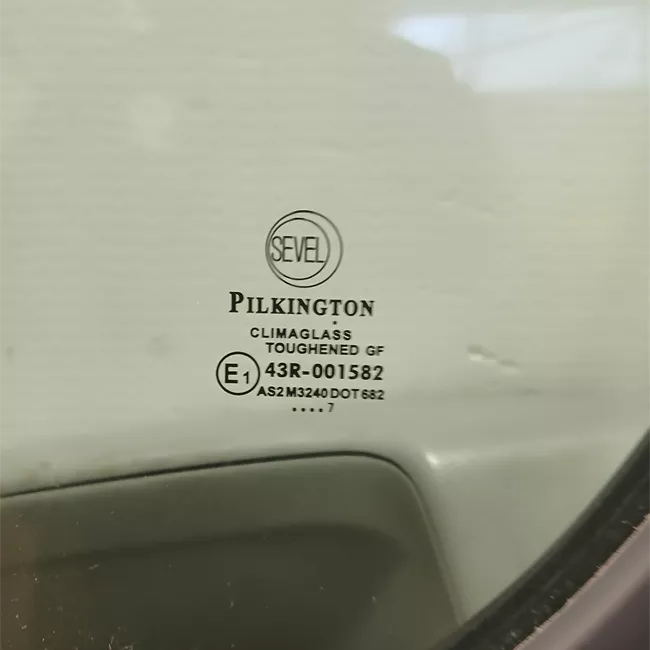 SEVEL
PILKINGTON
CLIMAGLASS
TOUGHENED GF
E1 43R-001582
AS2 M3240 DOT 682
.... 7